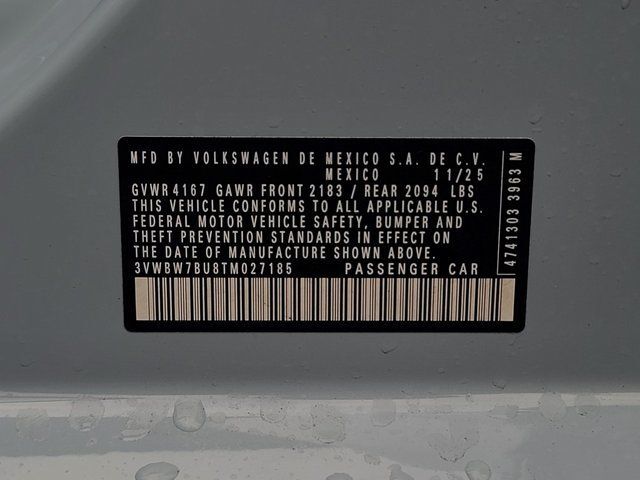 MFD BY VOLKSWAGEN DE MEXICO S.A. DE C.V.
MEXICO 11/25
GVWR 4167 GAWR FRONT 2183 / REAR 2094 LBS
THIS VEHICLE CONFORMS TO ALL APPLICABLE U.S.
FEDERAL MOTOR VEHICLE SAFETY, BUMPER AND
THEFT PREVENTION STANDARDS IN EFFECT ON
THE DATE OF MANUFACTURE SHOWN ABOVE.
3VWBW7BU8TM027185 PASSENGER CAR
4741303 3963 M